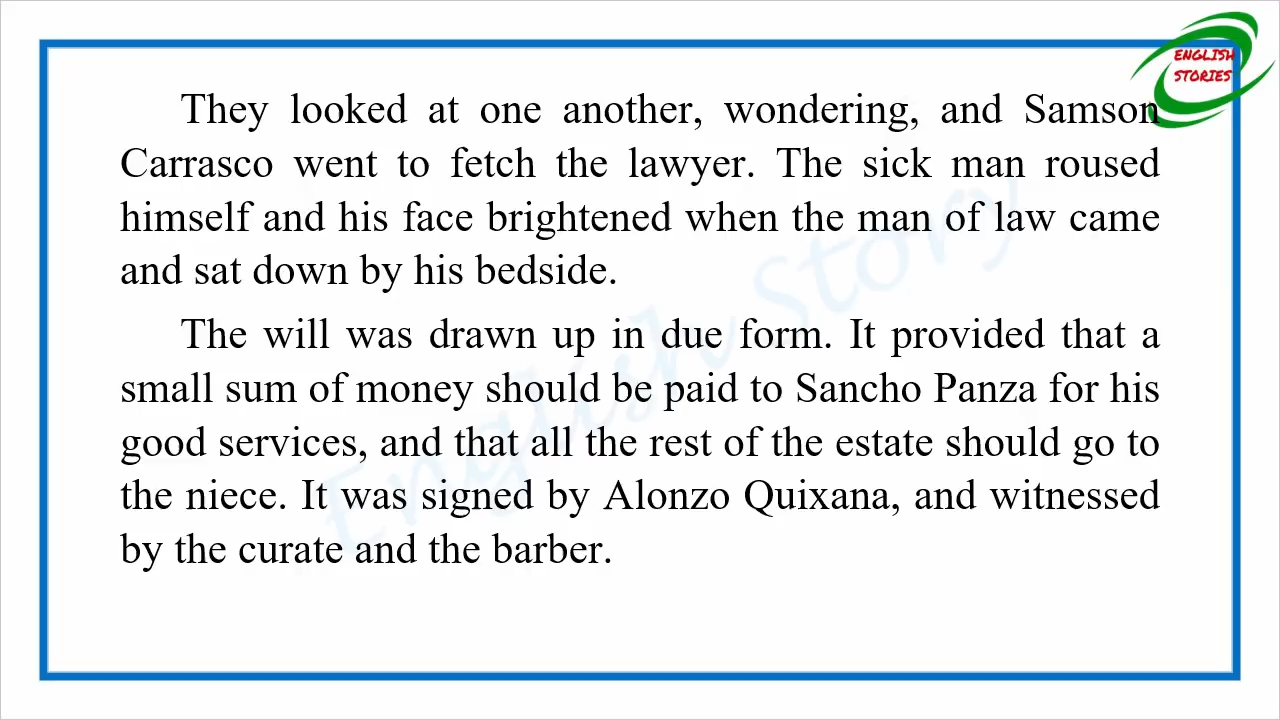 ENGLISH
STORIES
They looked at one another, wondering, and Samson
Carrasco went to fetch the lawyer. The sick man roused
himself and his face brightened when the man of law came
and sat down by his bedside.
The will was drawn up in due form. It provided that a
small sum of money should be paid to Sancho Panza for his
good services, and that all the rest of the estate should go to
the niece. It was signed by Alonzo Quixana, and witnessed
by the curate and the barber.
English Story